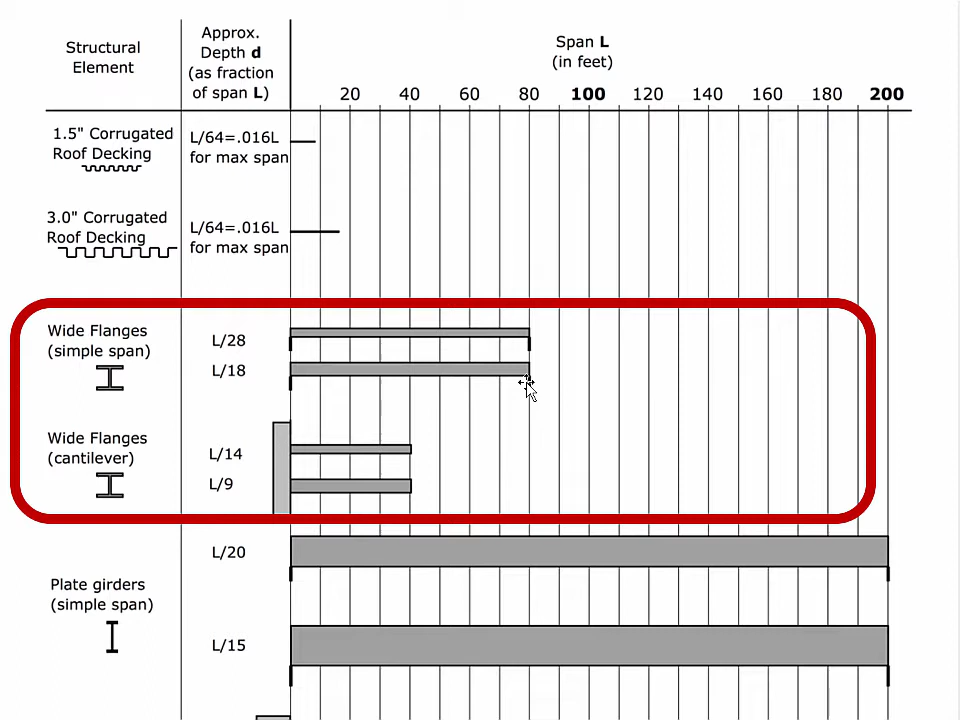 Structural
Element
Approx.
Depth d
(as fraction
of span L)
Span L
(in feet)
20 40 60 80 100 120 140 160 180 200
1.5" Corrugated
Roof Decking
L/64=.016L
for max span
3.0" Corrugated
Roof Decking
L/64=.016L
for max span
Wide Flanges
(simple span)
L/28
L/18
Wide Flanges
(cantilever)
L/14
L/9
Plate girders
(simple span)
L/20
L/15